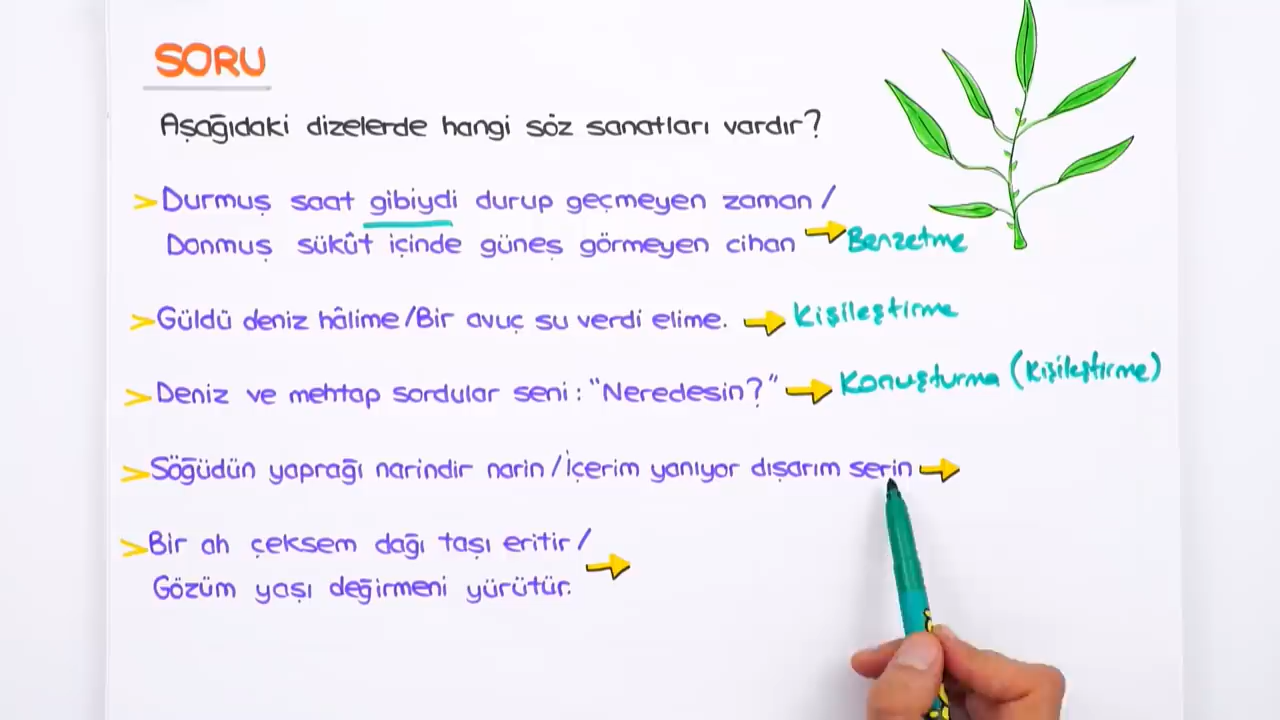 SORU
Aşağıdaki dizelerde hangi söz sanatları vardır?
> Durmuş saat gibiydi durup geçmeyen zaman /
Donmuş sükût içinde güneş görmeyen cihan → Benzetme
> Güldü deniz hâlime/Bir avuç su verdi elime. → Kişileştirme
> Deniz ve mehtap sordular seni: "Neredesin?" → Konuşturma (Kişileştirme)
> Söğüdün yaprağı narindir narin/İçerim yanıyor dışarım serin →
> Bir ah çeksem dağı taşı eritir / →
Gözüm yaşı değirmeni yürütür.